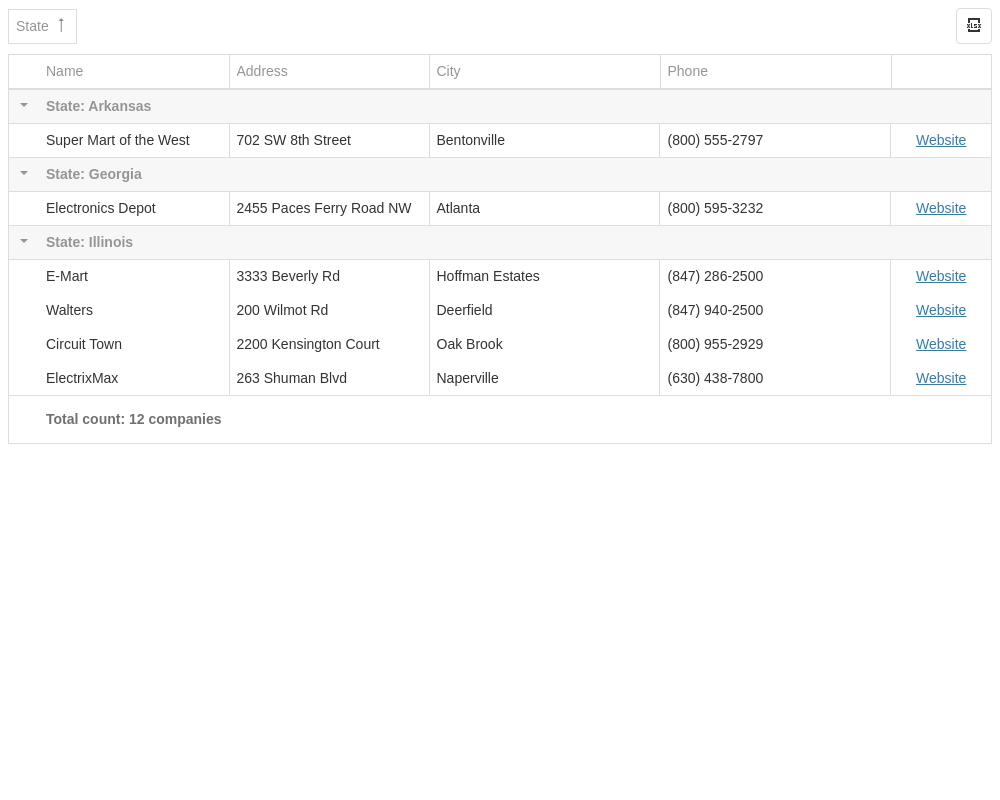 State
XLSX
Name Address City Phone
State: Arkansas
Super Mart of the West 702 SW 8th Street Bentonville (800) 555-2797 Website
State: Georgia
Electronics Depot 2455 Paces Ferry Road NW Atlanta (800) 595-3232 Website
State: Illinois
E-Mart 3333 Beverly Rd Hoffman Estates (847) 286-2500 Website
Walters 200 Wilmot Rd Deerfield (847) 940-2500 Website
Circuit Town 2200 Kensington Court Oak Brook (800) 955-2929 Website
ElectrixMax 263 Shuman Blvd Naperville (630) 438-7800 Website
Total count: 12 companies